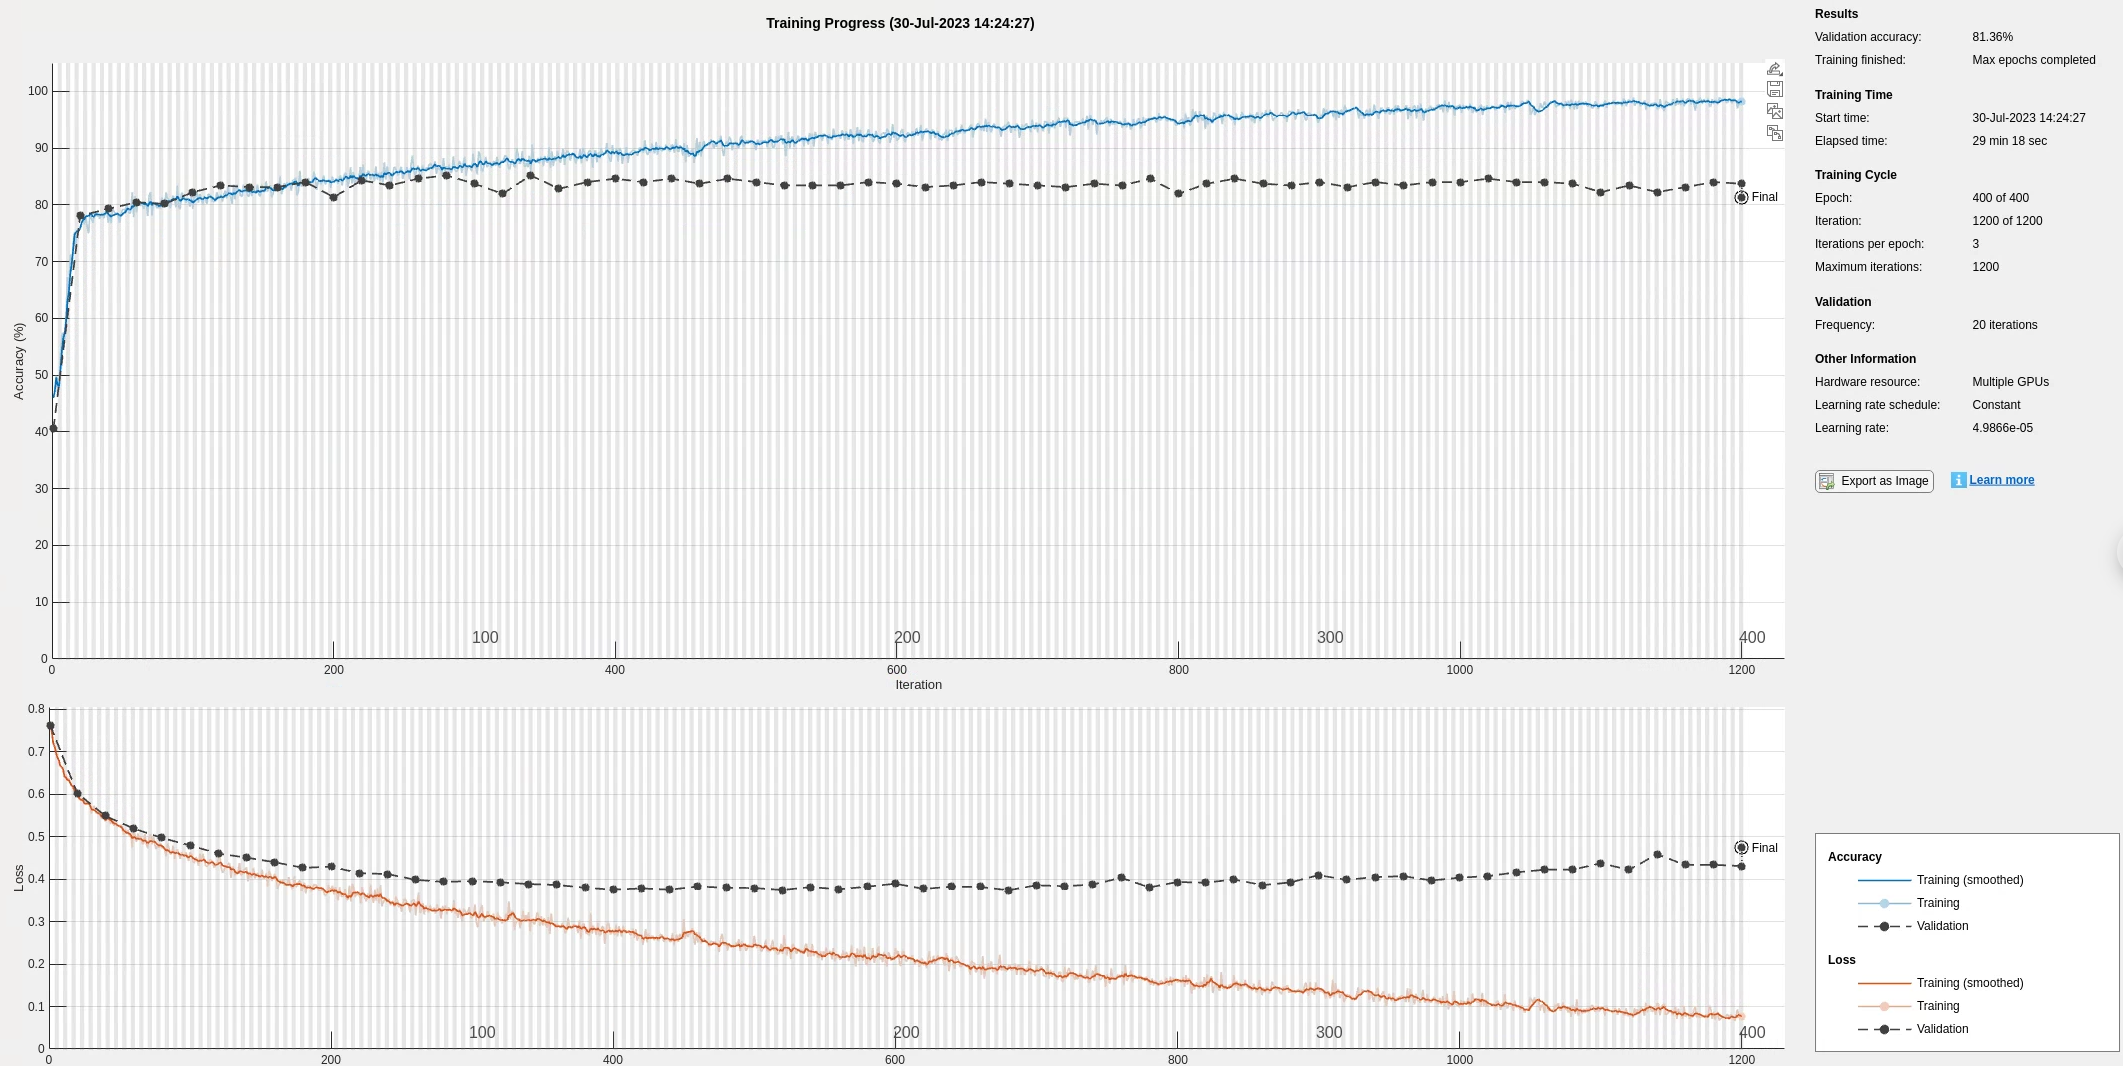 Training Progress (30-Jul-2023 14:24:27)
100
90
80
70
60
50
40
30
20
10
0
Accuracy (%)
Final
100
200
300
400
0
200
400
600
800
1000
1200
Iteration
0.8
0.7
0.6
0.5
0.4
0.3
0.2
0.1
0
Loss
Final
100
200
300
400
0
200
400
600
800
1000
1200
Results
Validation accuracy: 81.36%
Training finished: Max epochs completed
Training Time
Start time: 30-Jul-2023 14:24:27
Elapsed time: 29 min 18 sec
Training Cycle
Epoch: 400 of 400
Iteration: 1200 of 1200
Iterations per epoch: 3
Maximum iterations: 1200
Validation
Frequency: 20 iterations
Other Information
Hardware resource: Multiple GPUs
Learning rate schedule: Constant
Learning rate: 4.9866e-05
Export as Image
i Learn more
Accuracy
Training (smoothed)
Training
Validation
Loss
Training (smoothed)
Training
Validation